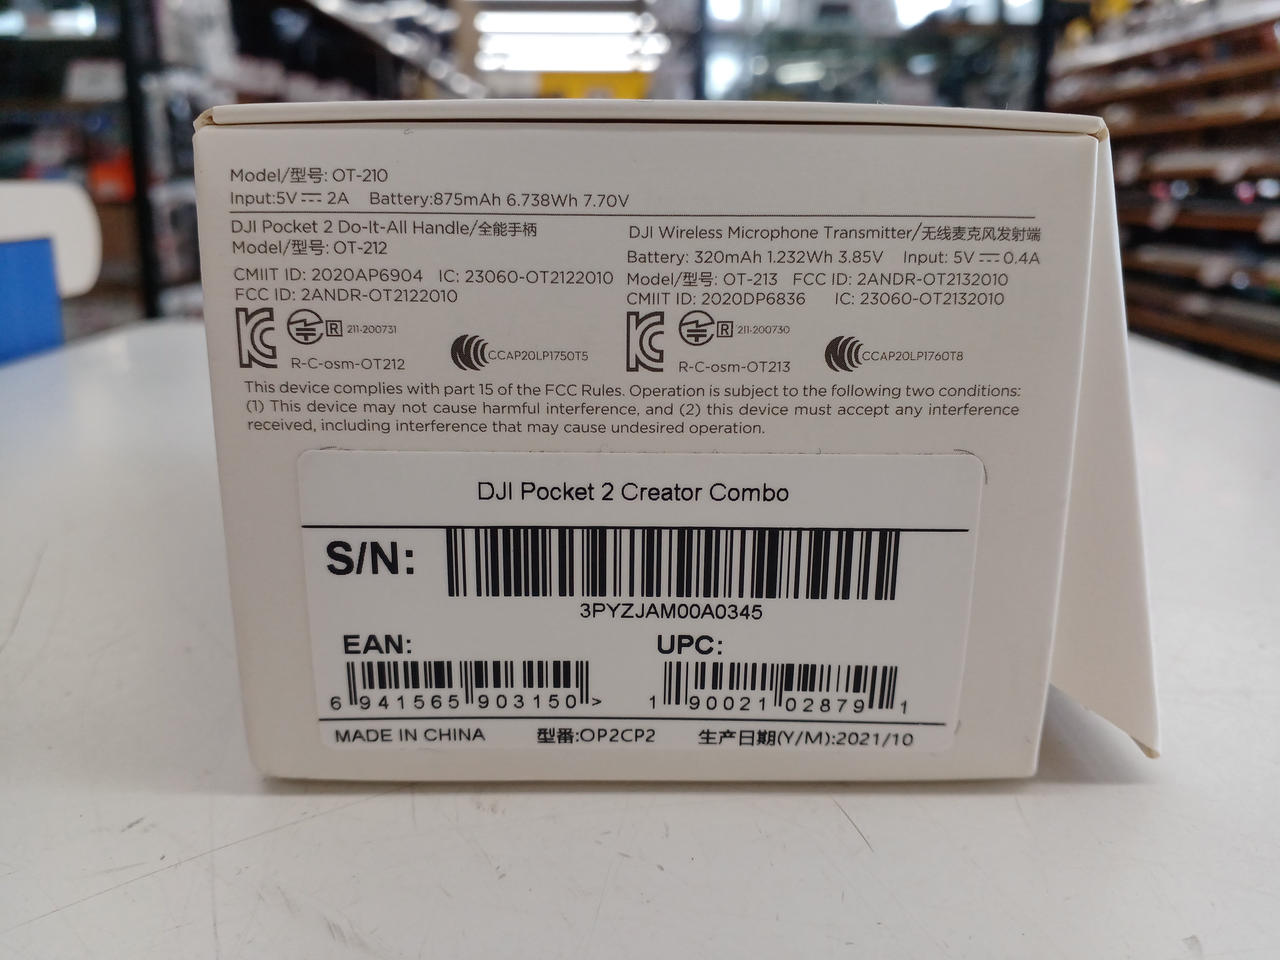 Model/型号: OT-210
Input:5V ⎓ 2A Battery:875mAh 6.738Wh 7.70V
DJI Pocket 2 Do-It-All Handle/全能手柄
Model/型号: OT-212
CMIIT ID: 2020AP6904 IC: 23060-OT2122010
FCC ID: 2ANDR-OT2122010
R 211-200731
CCAP20LP1750T5
R-C-osm-OT212
DJI Wireless Microphone Transmitter/无线麦克风发射端
Battery: 320mAh 1.232Wh 3.85V Input: 5V ⎓ 0.4A
Model/型号: OT-213 FCC ID: 2ANDR-OT2132010
CMIIT ID: 2020DP6836 IC: 23060-OT2132010
R 211-200730
CCAP20LP1760T8
R-C-osm-OT213
This device complies with part 15 of the FCC Rules. Operation is subject to the following two conditions:
(1) This device may not cause harmful interference, and (2) this device must accept any interference
received, including interference that may cause undesired operation.
DJI Pocket 2 Creator Combo
S/N:
3PYZJAM00A0345
EAN: UPC:
6 941565 903150 > 1 90021 02879 1
MADE IN CHINA 型番:OP2CP2 生产日期(Y/M):2021/10